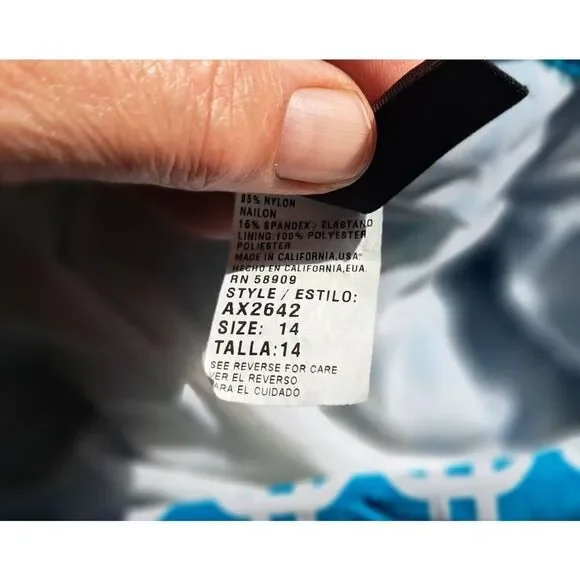 85% NYLON
NAILON
15% SPANDEX / ELASTANO
LINING:100% POLYESTER
POLIESTER
MADE IN CALIFORNIA,USA.
HECHO EN CALIFORNIA,EUA.
RN 58909
STYLE / ESTILO:
AX2642
SIZE: 14
TALLA:14
SEE REVERSE FOR CARE
VER EL REVERSO
PARA EL CUIDADO